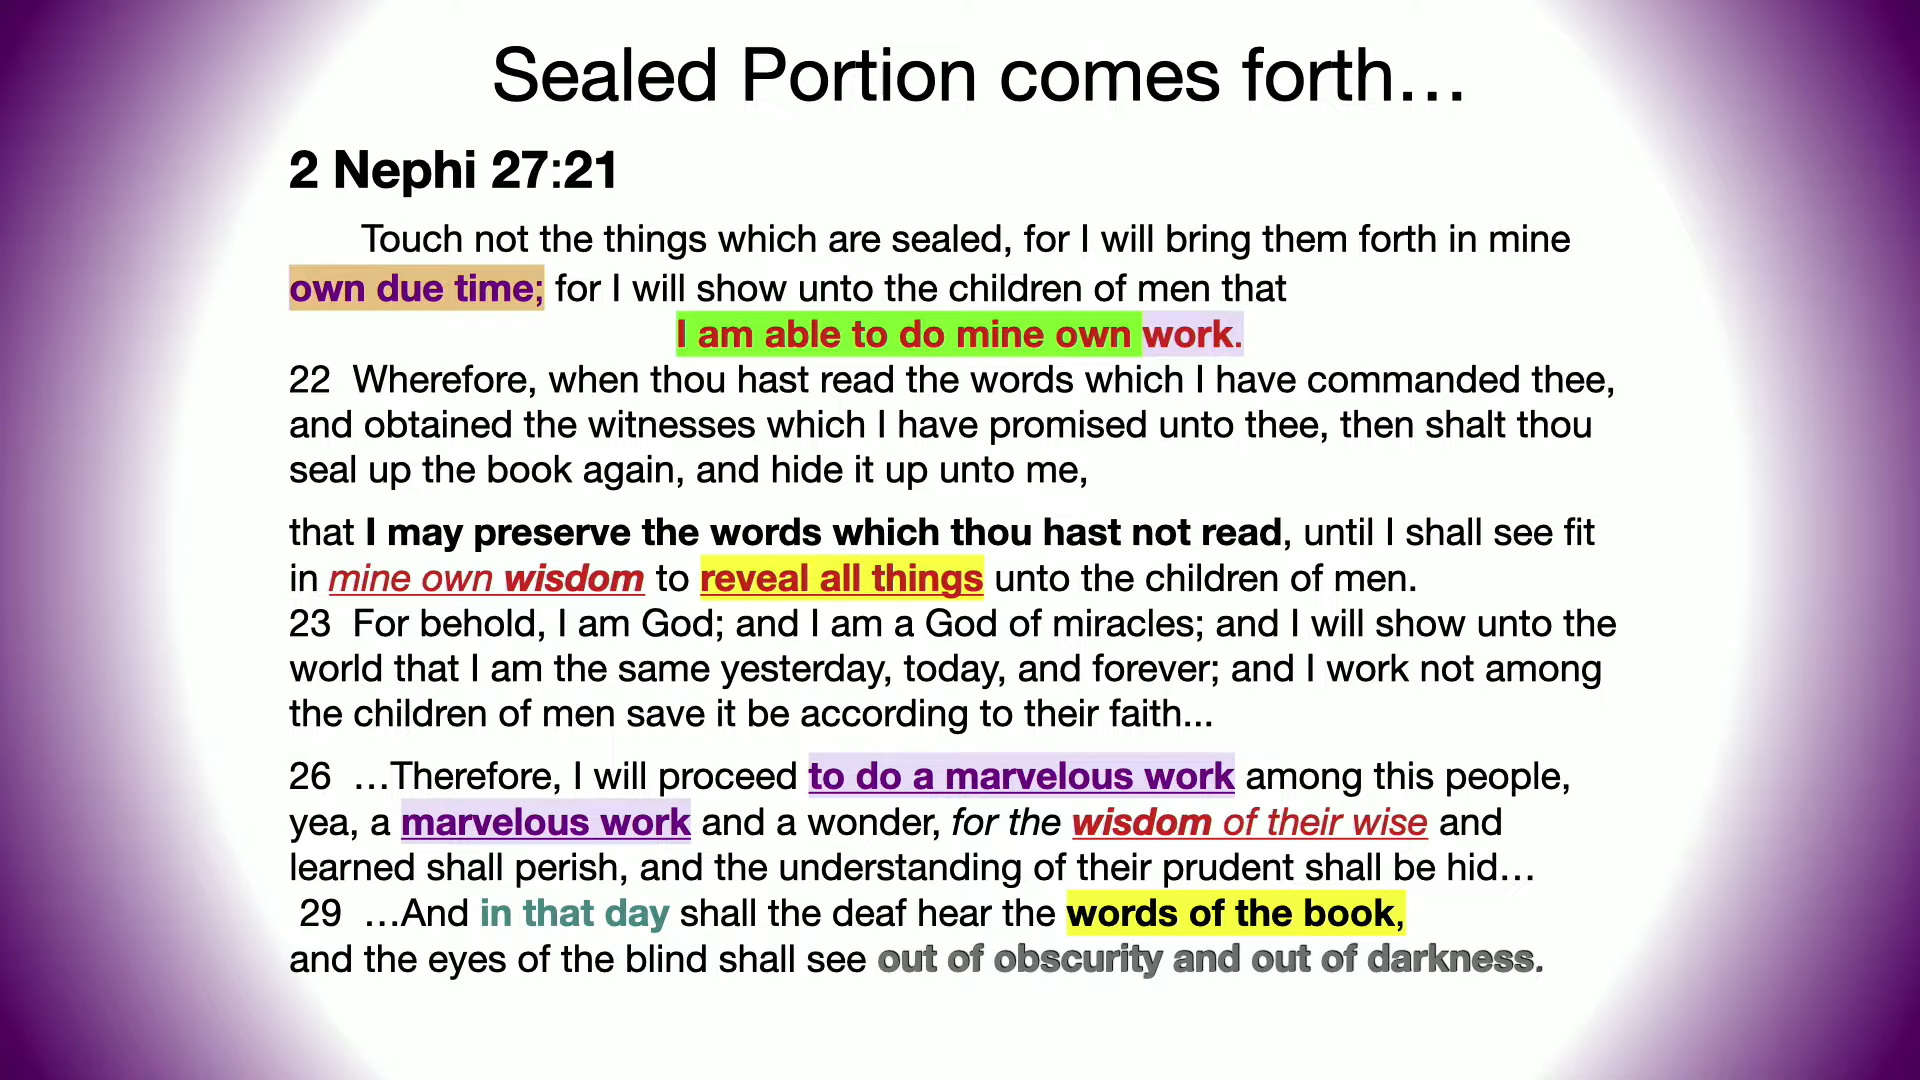 Sealed Portion comes forth…
2 Nephi 27:21
Touch not the things which are sealed, for I will bring them forth in mine
own due time; for I will show unto the children of men that
I am able to do mine own work.
22 Wherefore, when thou hast read the words which I have commanded thee,
and obtained the witnesses which I have promised unto thee, then shalt thou
seal up the book again, and hide it up unto me,
that I may preserve the words which thou hast not read, until I shall see fit
in mine own wisdom to reveal all things unto the children of men.
23 For behold, I am God; and I am a God of miracles; and I will show unto the
world that I am the same yesterday, today, and forever; and I work not among
the children of men save it be according to their faith...
26 …Therefore, I will proceed to do a marvelous work among this people,
yea, a marvelous work and a wonder, for the wisdom of their wise and
learned shall perish, and the understanding of their prudent shall be hid…
29 …And in that day shall the deaf hear the words of the book,
and the eyes of the blind shall see out of obscurity and out of darkness.